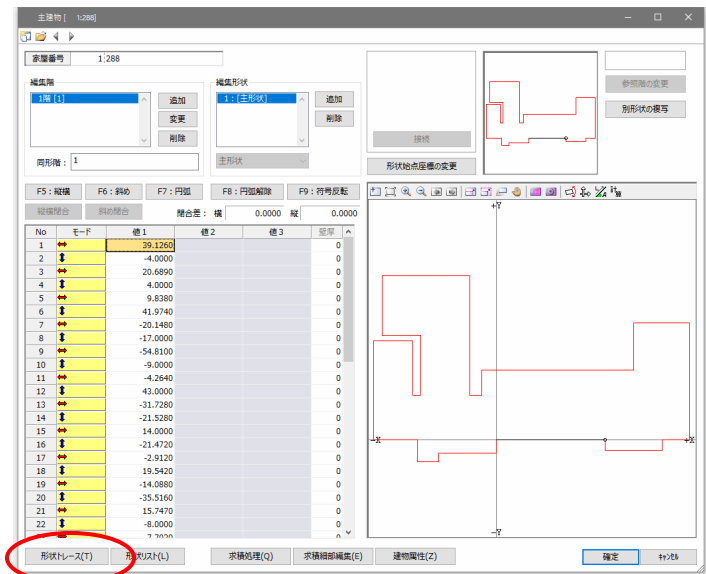 主建物 [ 1:288]
家屋番号 1:288
編集階
1階 [1]
追加
変更
削除
同形階： 1
編集形状
1：[主形状]
追加
削除
主形状
接続
形状始点座標の変更
参照階の変更
別形状の複写
F5：縦横 F6：斜め F7：円弧 F8：円弧解除 F9：符号反転
縦横閉合 斜め閉合 閉合差： 横 0.0000 縦 0.0000
No モード 値１ 値２ 値３ 壁厚
1 39.1260 0
2 -4.0000 0
3 20.6890 0
4 4.0000 0
5 9.8380 0
6 41.9740 0
7 -20.1480 0
8 -17.0000 0
9 -54.8100 0
10 -9.0000 0
11 -4.2640 0
12 43.0000 0
13 -31.7280 0
14 -21.5280 0
15 14.0000 0
16 -21.4720 0
17 -2.9120 0
18 19.5420 0
19 -14.0880 0
20 -35.5160 0
21 15.7470 0
22 -8.0000 0
+Y
-X
+X
-Y
形状トレース(T) 形状リスト(L) 求積処理(Q) 求積細部編集(E) 建物属性(Z) 確定 ｷｬﾝｾﾙ